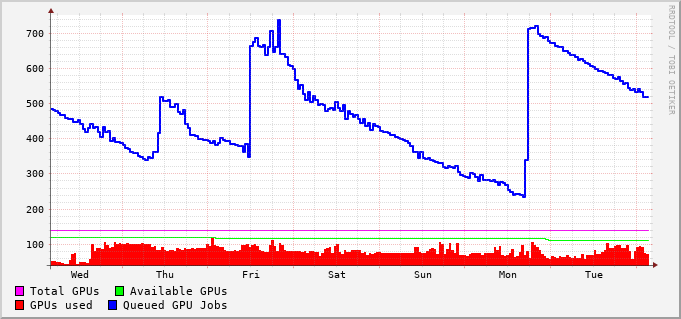 RRDTOOL / TOBI OETIKER
700
600
500
400
300
200
100
Wed Thu Fri Sat Sun Mon Tue
Total GPUs Available GPUs
GPUs used Queued GPU Jobs